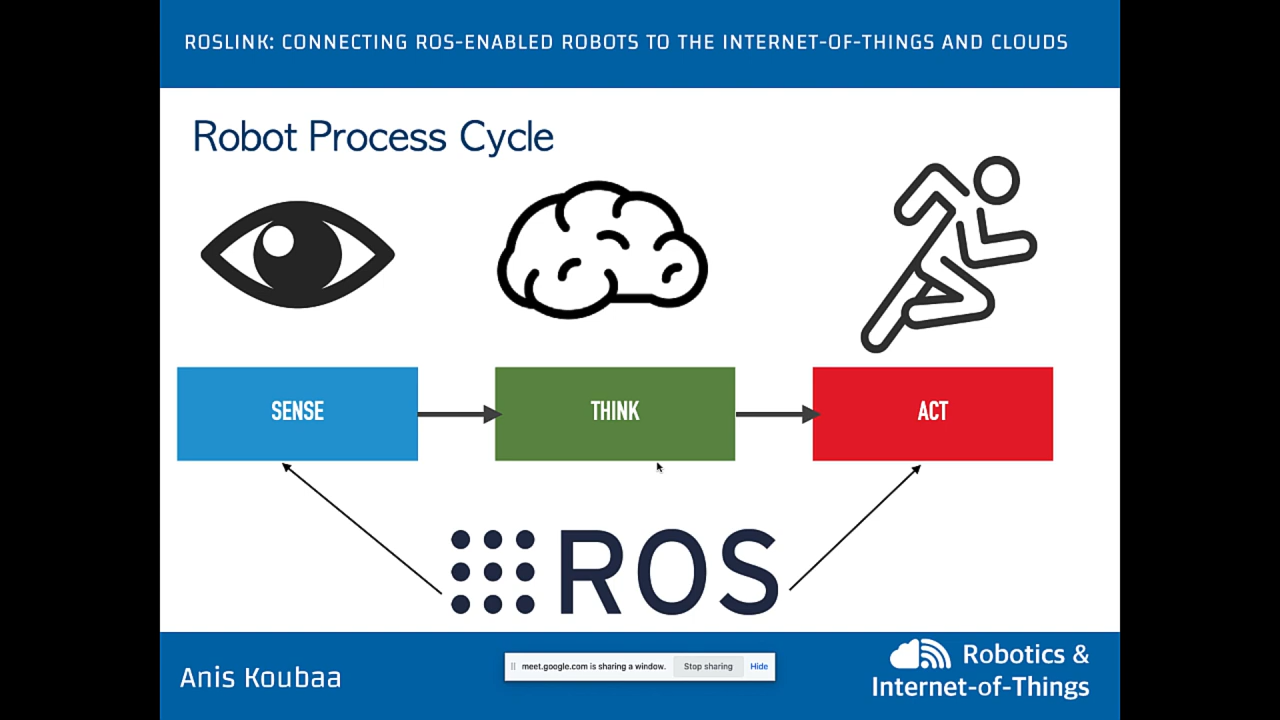 ROSLINK: CONNECTING ROS-ENABLED ROBOTS TO THE INTERNET-OF-THINGS AND CLOUDS
Robot Process Cycle
SENSE
THINK
ACT
ROS
Anis Koubaa
meet.google.com is sharing a window.
Stop sharing
Hide
Robotics &
Internet-of-Things